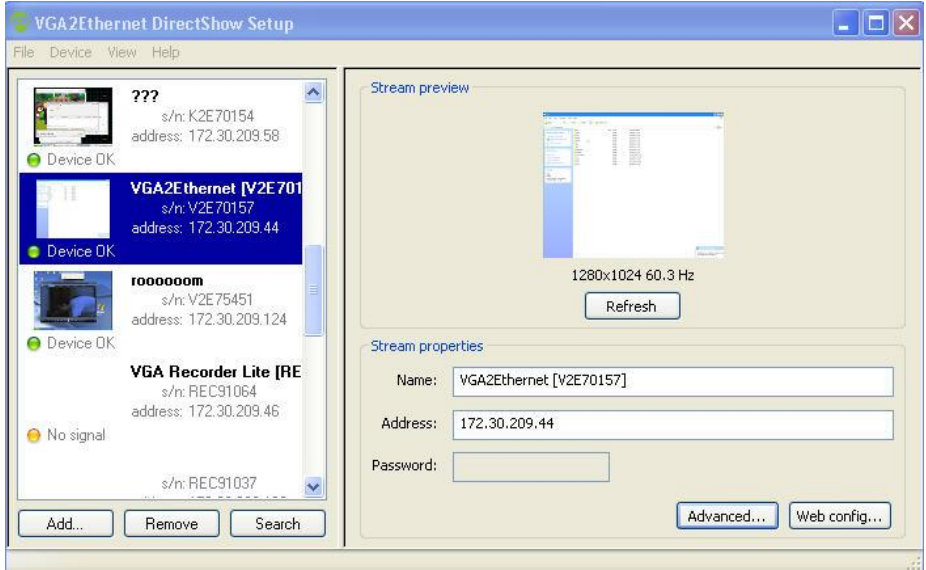 VGA2Ethernet DirectShow Setup
File Device View Help
???
s/n: K2E70154
address: 172.30.209.58
Device OK
VGA2Ethernet [V2E701
s/n: V2E70157
address: 172.30.209.44
Device OK
roooooom
s/n: V2E75451
address: 172.30.209.124
Device OK
VGA Recorder Lite [RE
s/n: REC91064
address: 172.30.209.46
No signal
s/n: REC91037
Add... Remove Search
Stream preview
1280x1024 60.3 Hz
Refresh
Stream properties
Name: VGA2Ethernet [V2E70157]
Address: 172.30.209.44
Password:
Advanced... Web config...